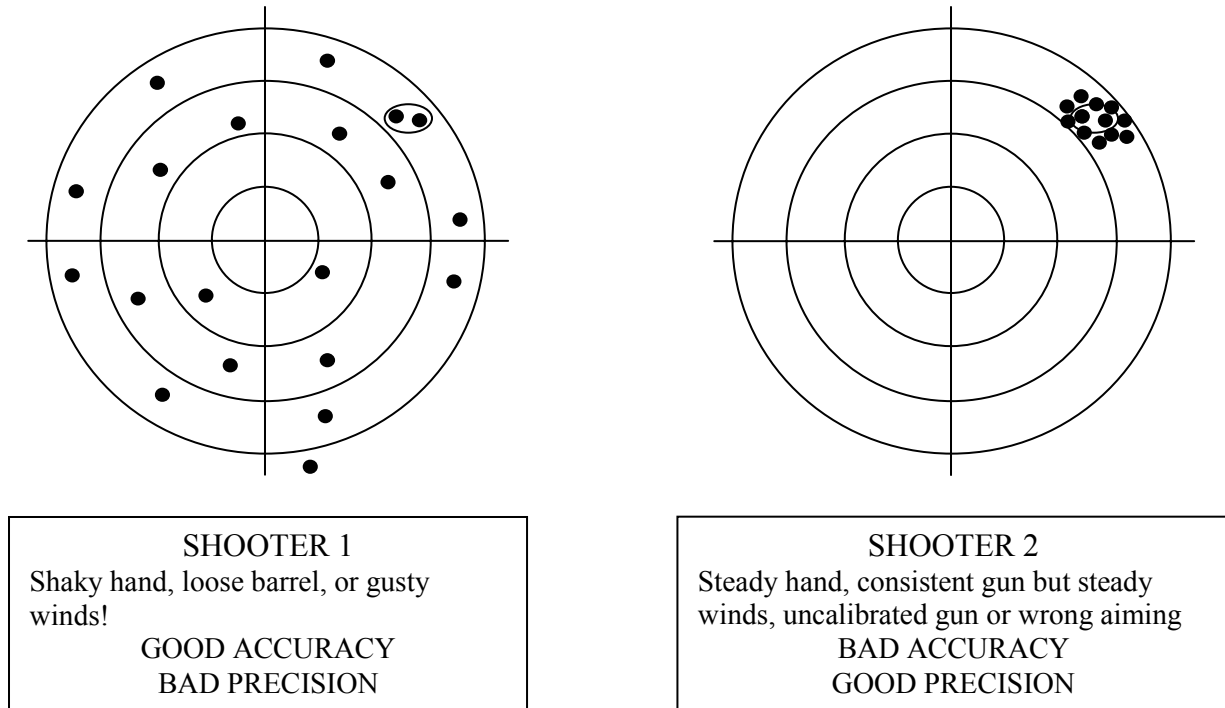 SHOOTER 1
Shaky hand, loose barrel, or gusty
winds!
GOOD ACCURACY
BAD PRECISION
SHOOTER 2
Steady hand, consistent gun but steady
winds, uncalibrated gun or wrong aiming
BAD ACCURACY
GOOD PRECISION